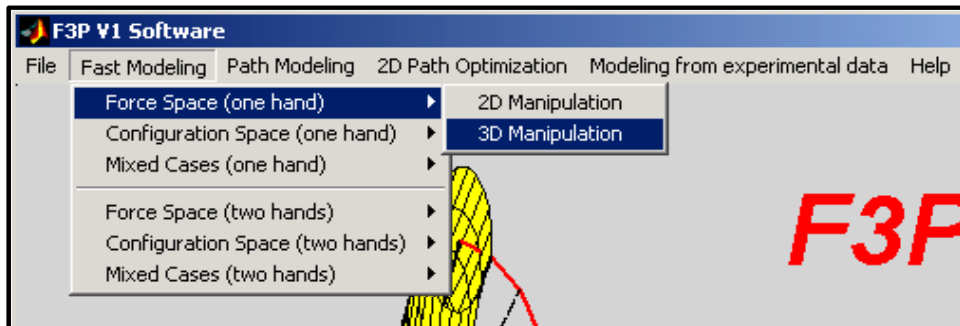 F3P V1 Software
File Fast Modeling Path Modeling 2D Path Optimization Modeling from experimental data Help
Force Space (one hand) 2D Manipulation
Configuration Space (one hand) 3D Manipulation
Mixed Cases (one hand)
Force Space (two hands)
Configuration Space (two hands)
Mixed Cases (two hands)
F3P